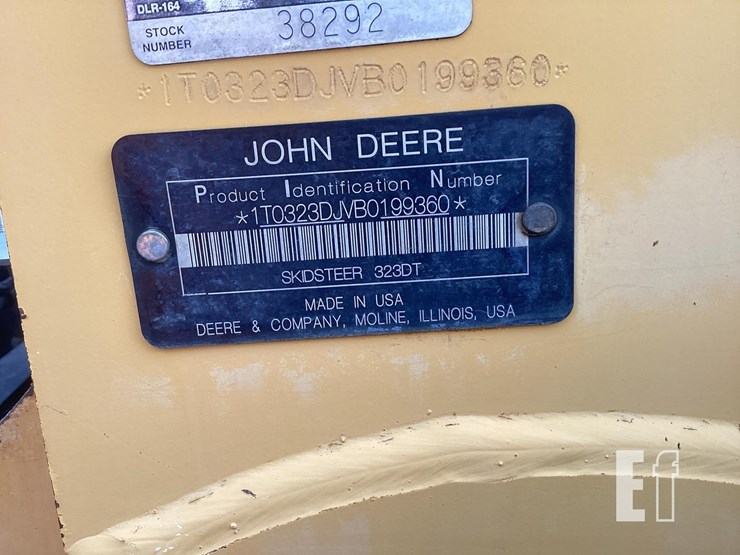 DLR-164
STOCK NUMBER 38292
*1T0323DJVB0199360*
JOHN DEERE
Product Identification Number
*1T0323DJVB0199360*
SKIDSTEER 323DT
MADE IN USA
DEERE & COMPANY, MOLINE, ILLINOIS, USA
Ef